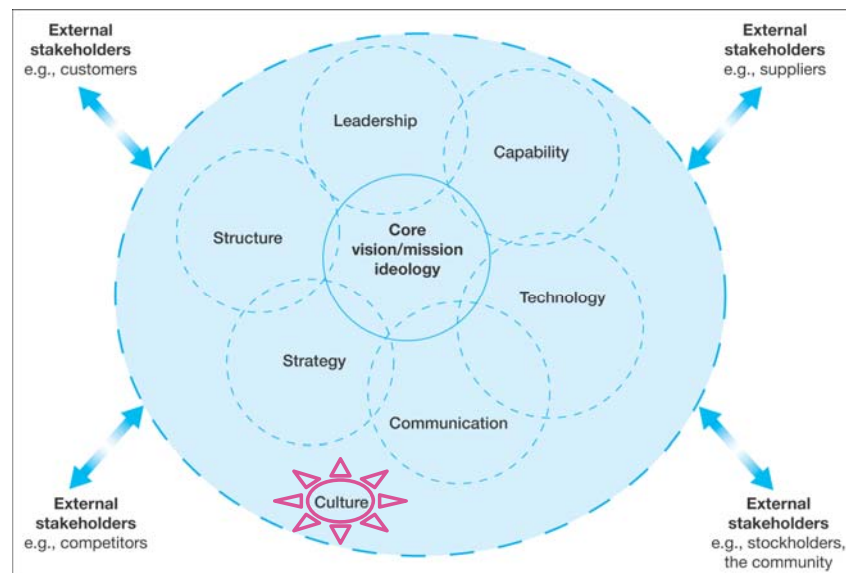 External
stakeholders
e.g., customers
External
stakeholders
e.g., suppliers
Leadership
Capability
Structure
Core
vision/mission
ideology
Technology
Strategy
Communication
Culture
External
stakeholders
e.g., competitors
External
stakeholders
e.g., stockholders,
the community